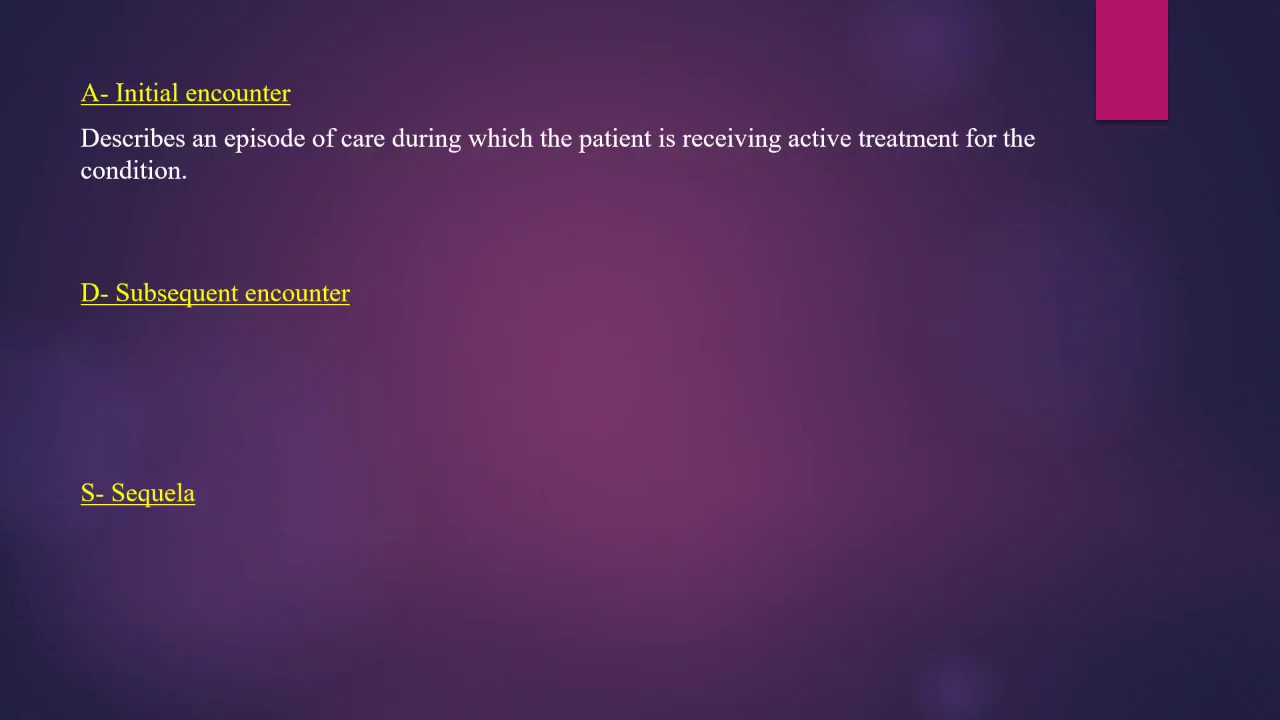 A- Initial encounter
Describes an episode of care during which the patient is receiving active treatment for the
condition.
D- Subsequent encounter
S- Sequela